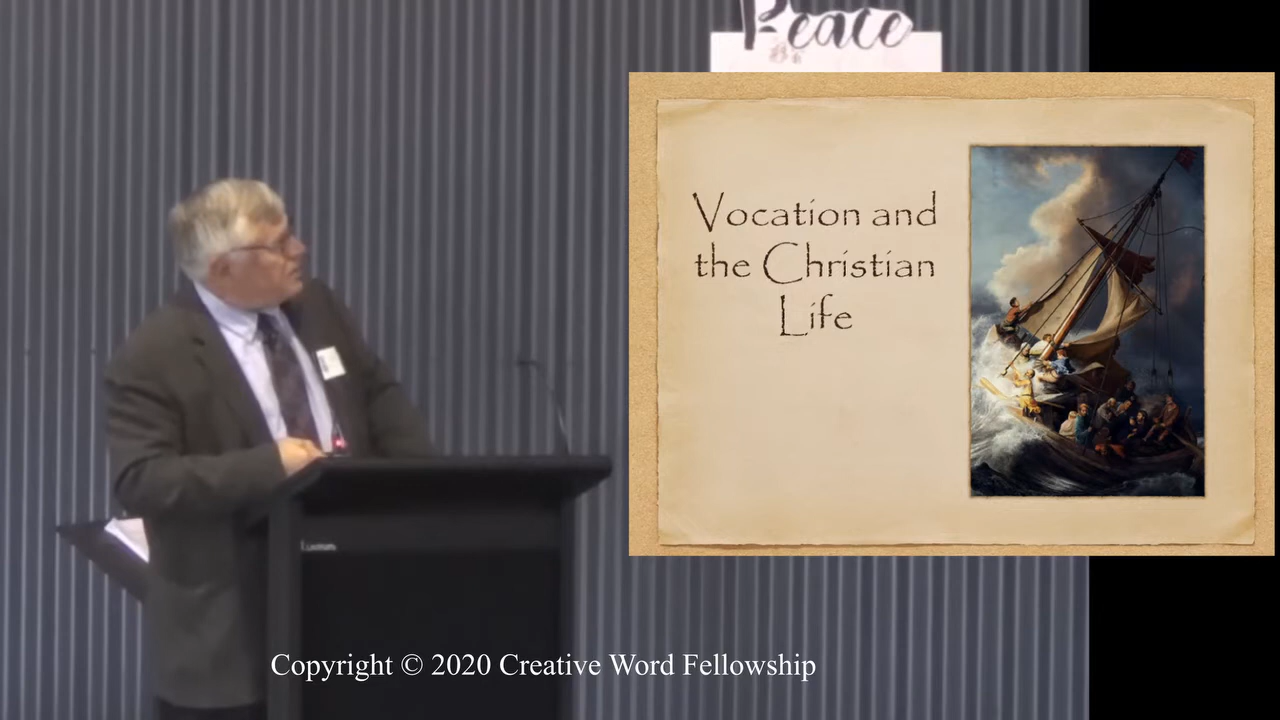 Peace
Vocation and
the Christian
Life
Copyright © 2020 Creative Word Fellowship